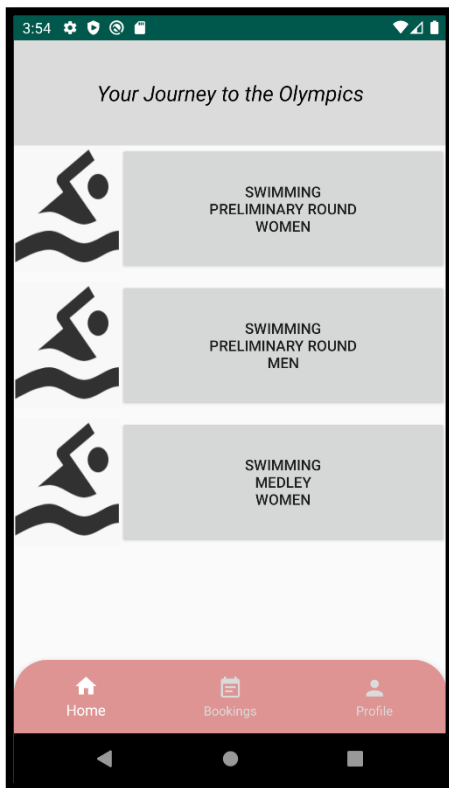 3:54
Your Journey to the Olympics
SWIMMING
PRELIMINARY ROUND
WOMEN
SWIMMING
PRELIMINARY ROUND
MEN
SWIMMING
MEDLEY
WOMEN
Home
Bookings
Profile